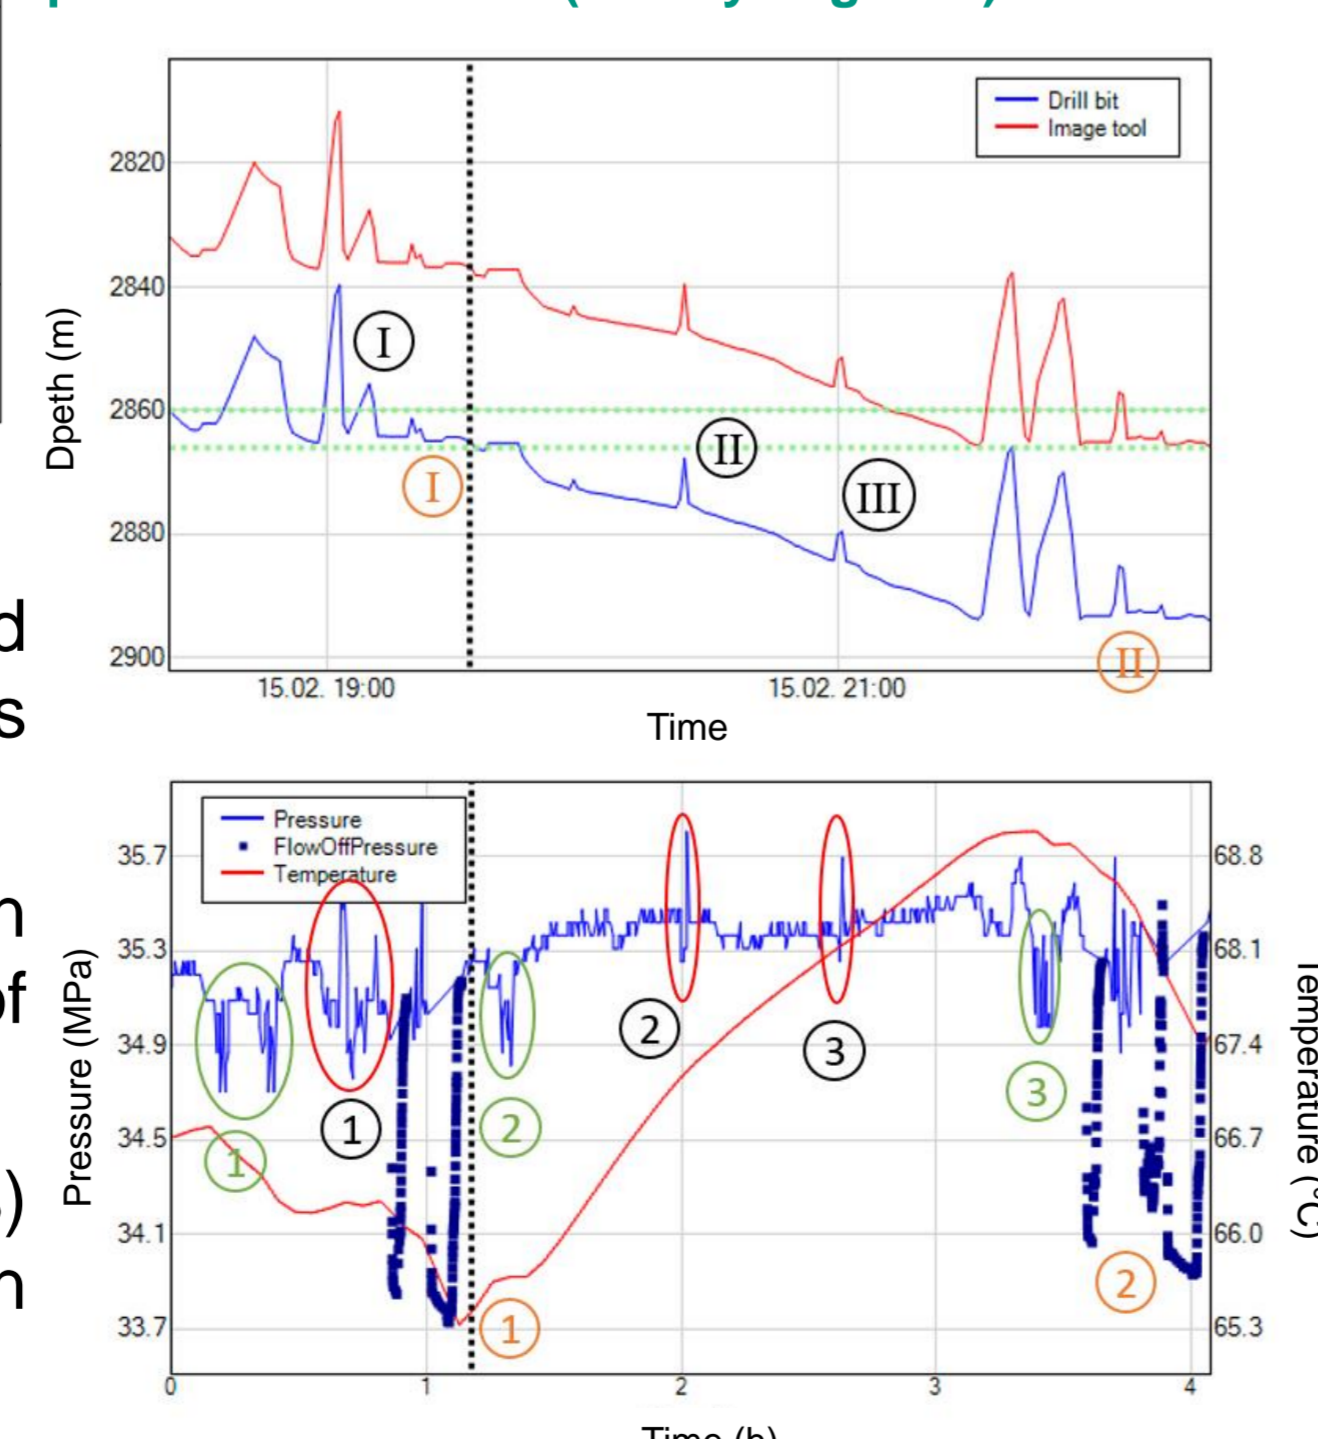 Drill bit
Image tool
2820
2840
2860
2880
2900
Dpeth (m)
I
I
II
III
II
15.02. 19:00
15.02. 21:00
Time
d
s
n
of
)
n
Pressure
FlowOffPressure
Temperature
35.7
35.3
34.9
34.5
34.1
33.7
Pressure (MPa)
68.8
68.1
67.4
66.7
66.0
65.3
Temperature (°C)
1
1
2
2
3
3
1
2
0
1
2
3
4
Time (h)